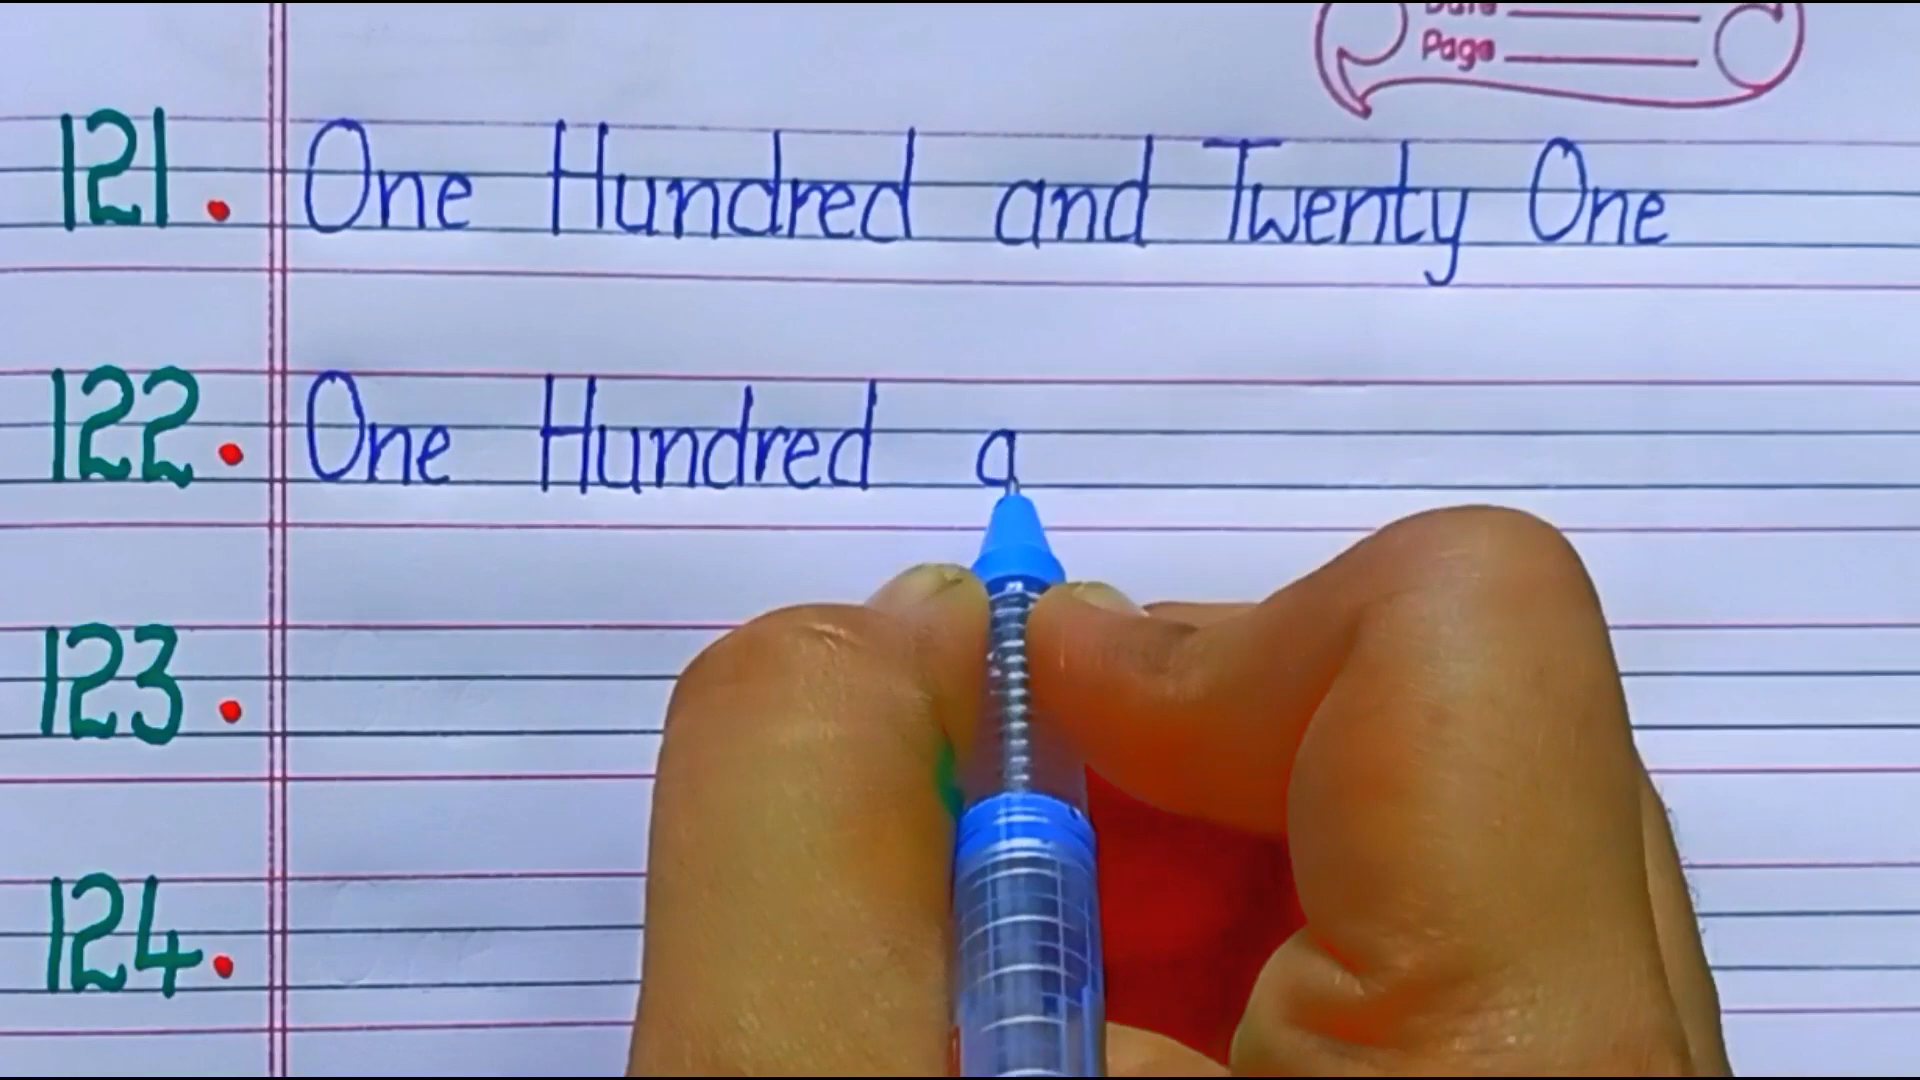 Date
Page
121. One Hundred and Twenty One
122. One Hundred a
123.
124.